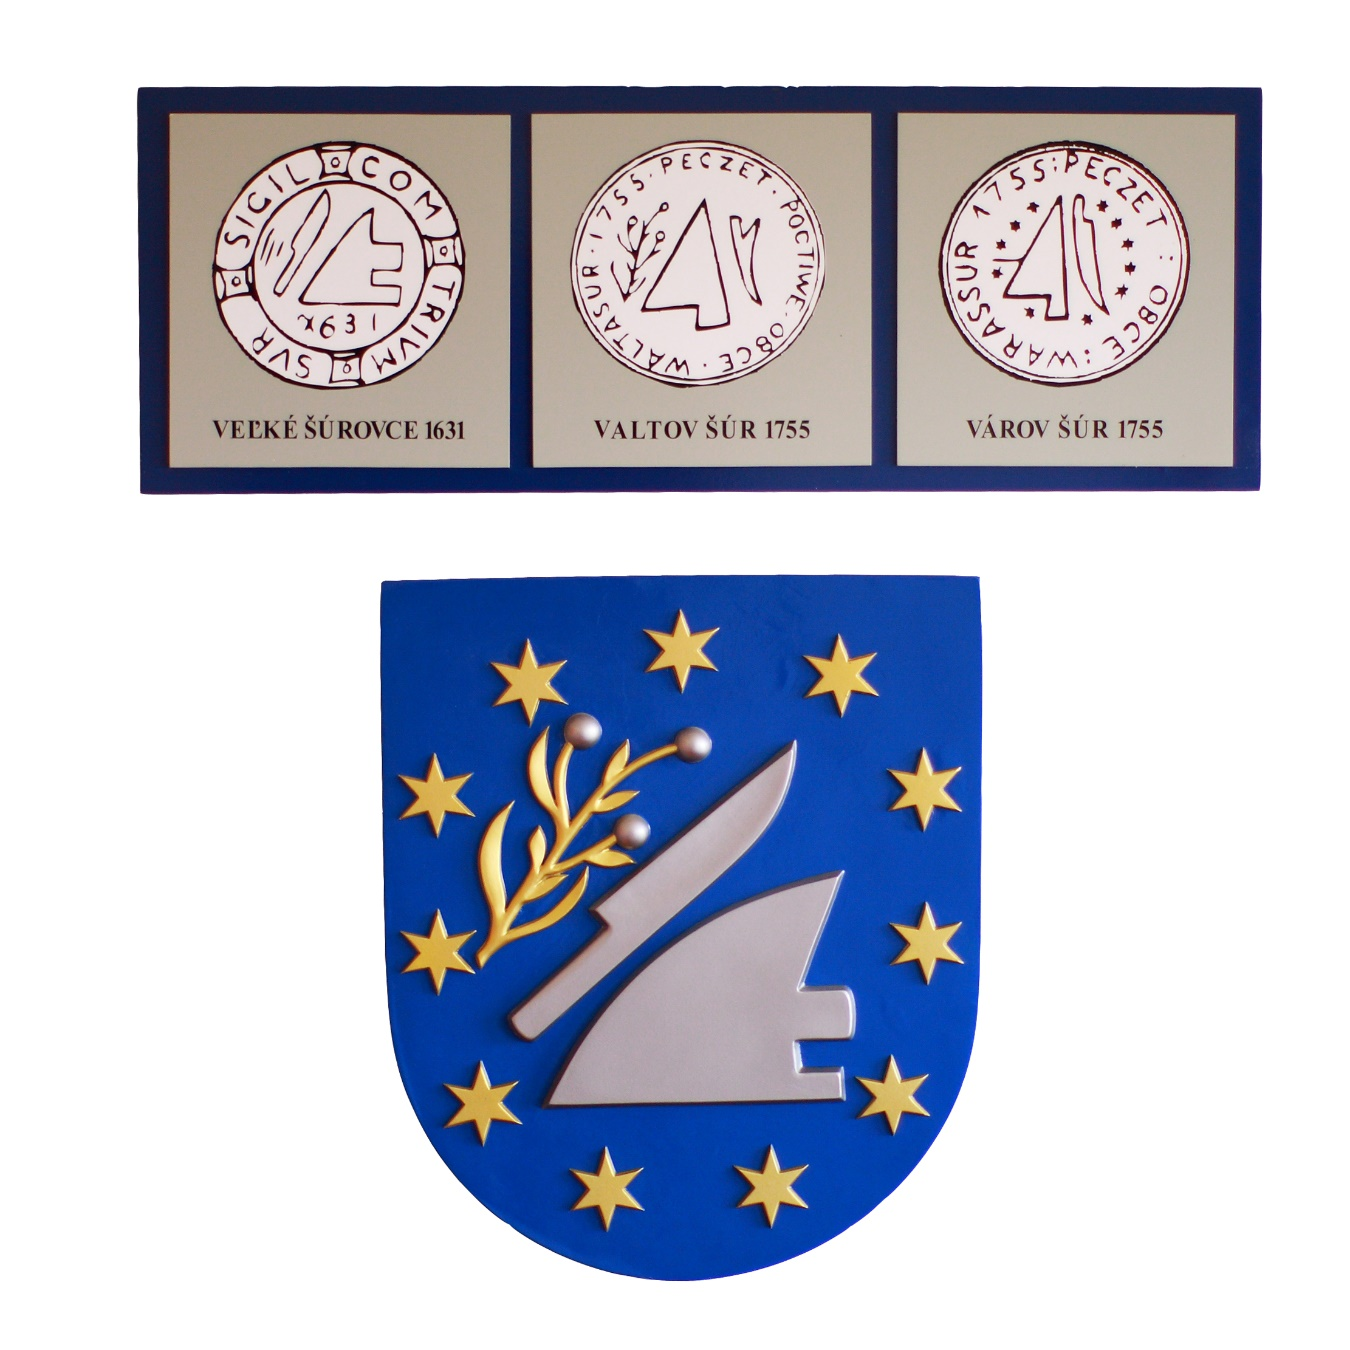 SIGIL COM TRIVM SVR
1631
VEĽKÉ ŠÚROVCE 1631
1755 · PECZET · POCTIWE · OBCE · WALTASUR ·
VALTOV ŠÚR 1755
1755: PECZET : OBCE : WARASSUR
VÁROV ŠÚR 1755